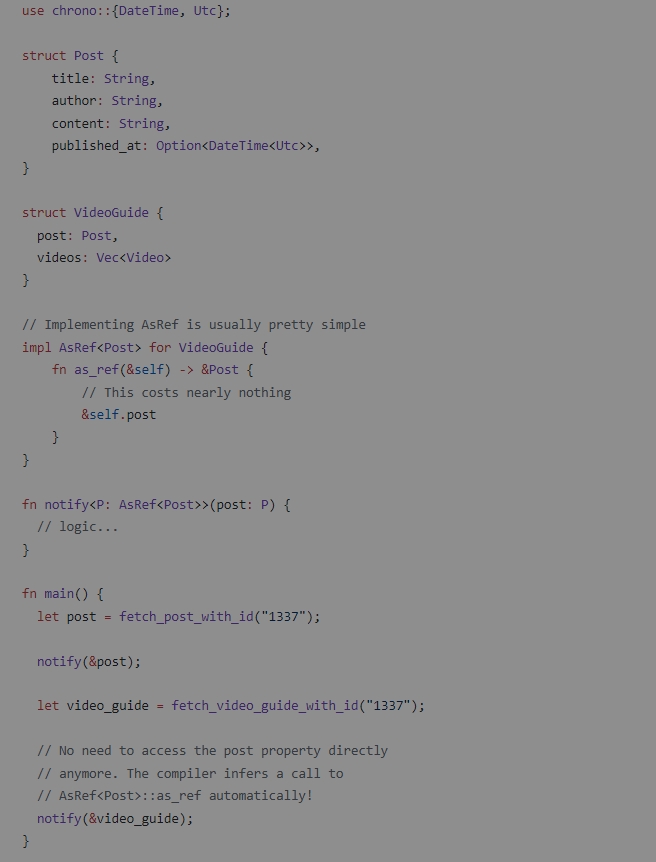 use chrono::{DateTime, Utc};
struct Post {
    title: String,
    author: String,
    content: String,
    published_at: Option<DateTime<Utc>>,
}
struct VideoGuide {
  post: Post,
  videos: Vec<Video>
}
// Implementing AsRef is usually pretty simple
impl AsRef<Post> for VideoGuide {
    fn as_ref(&self) -> &Post {
        // This costs nearly nothing
        &self.post
    }
}
fn notify<P: AsRef<Post>>(post: P) {
  // logic...
}
fn main() {
  let post = fetch_post_with_id("1337");
  notify(&post);
  let video_guide = fetch_video_guide_with_id("1337");
  // No need to access the post property directly
  // anymore. The compiler infers a call to
  // AsRef<Post>::as_ref automatically!
  notify(&video_guide);
}